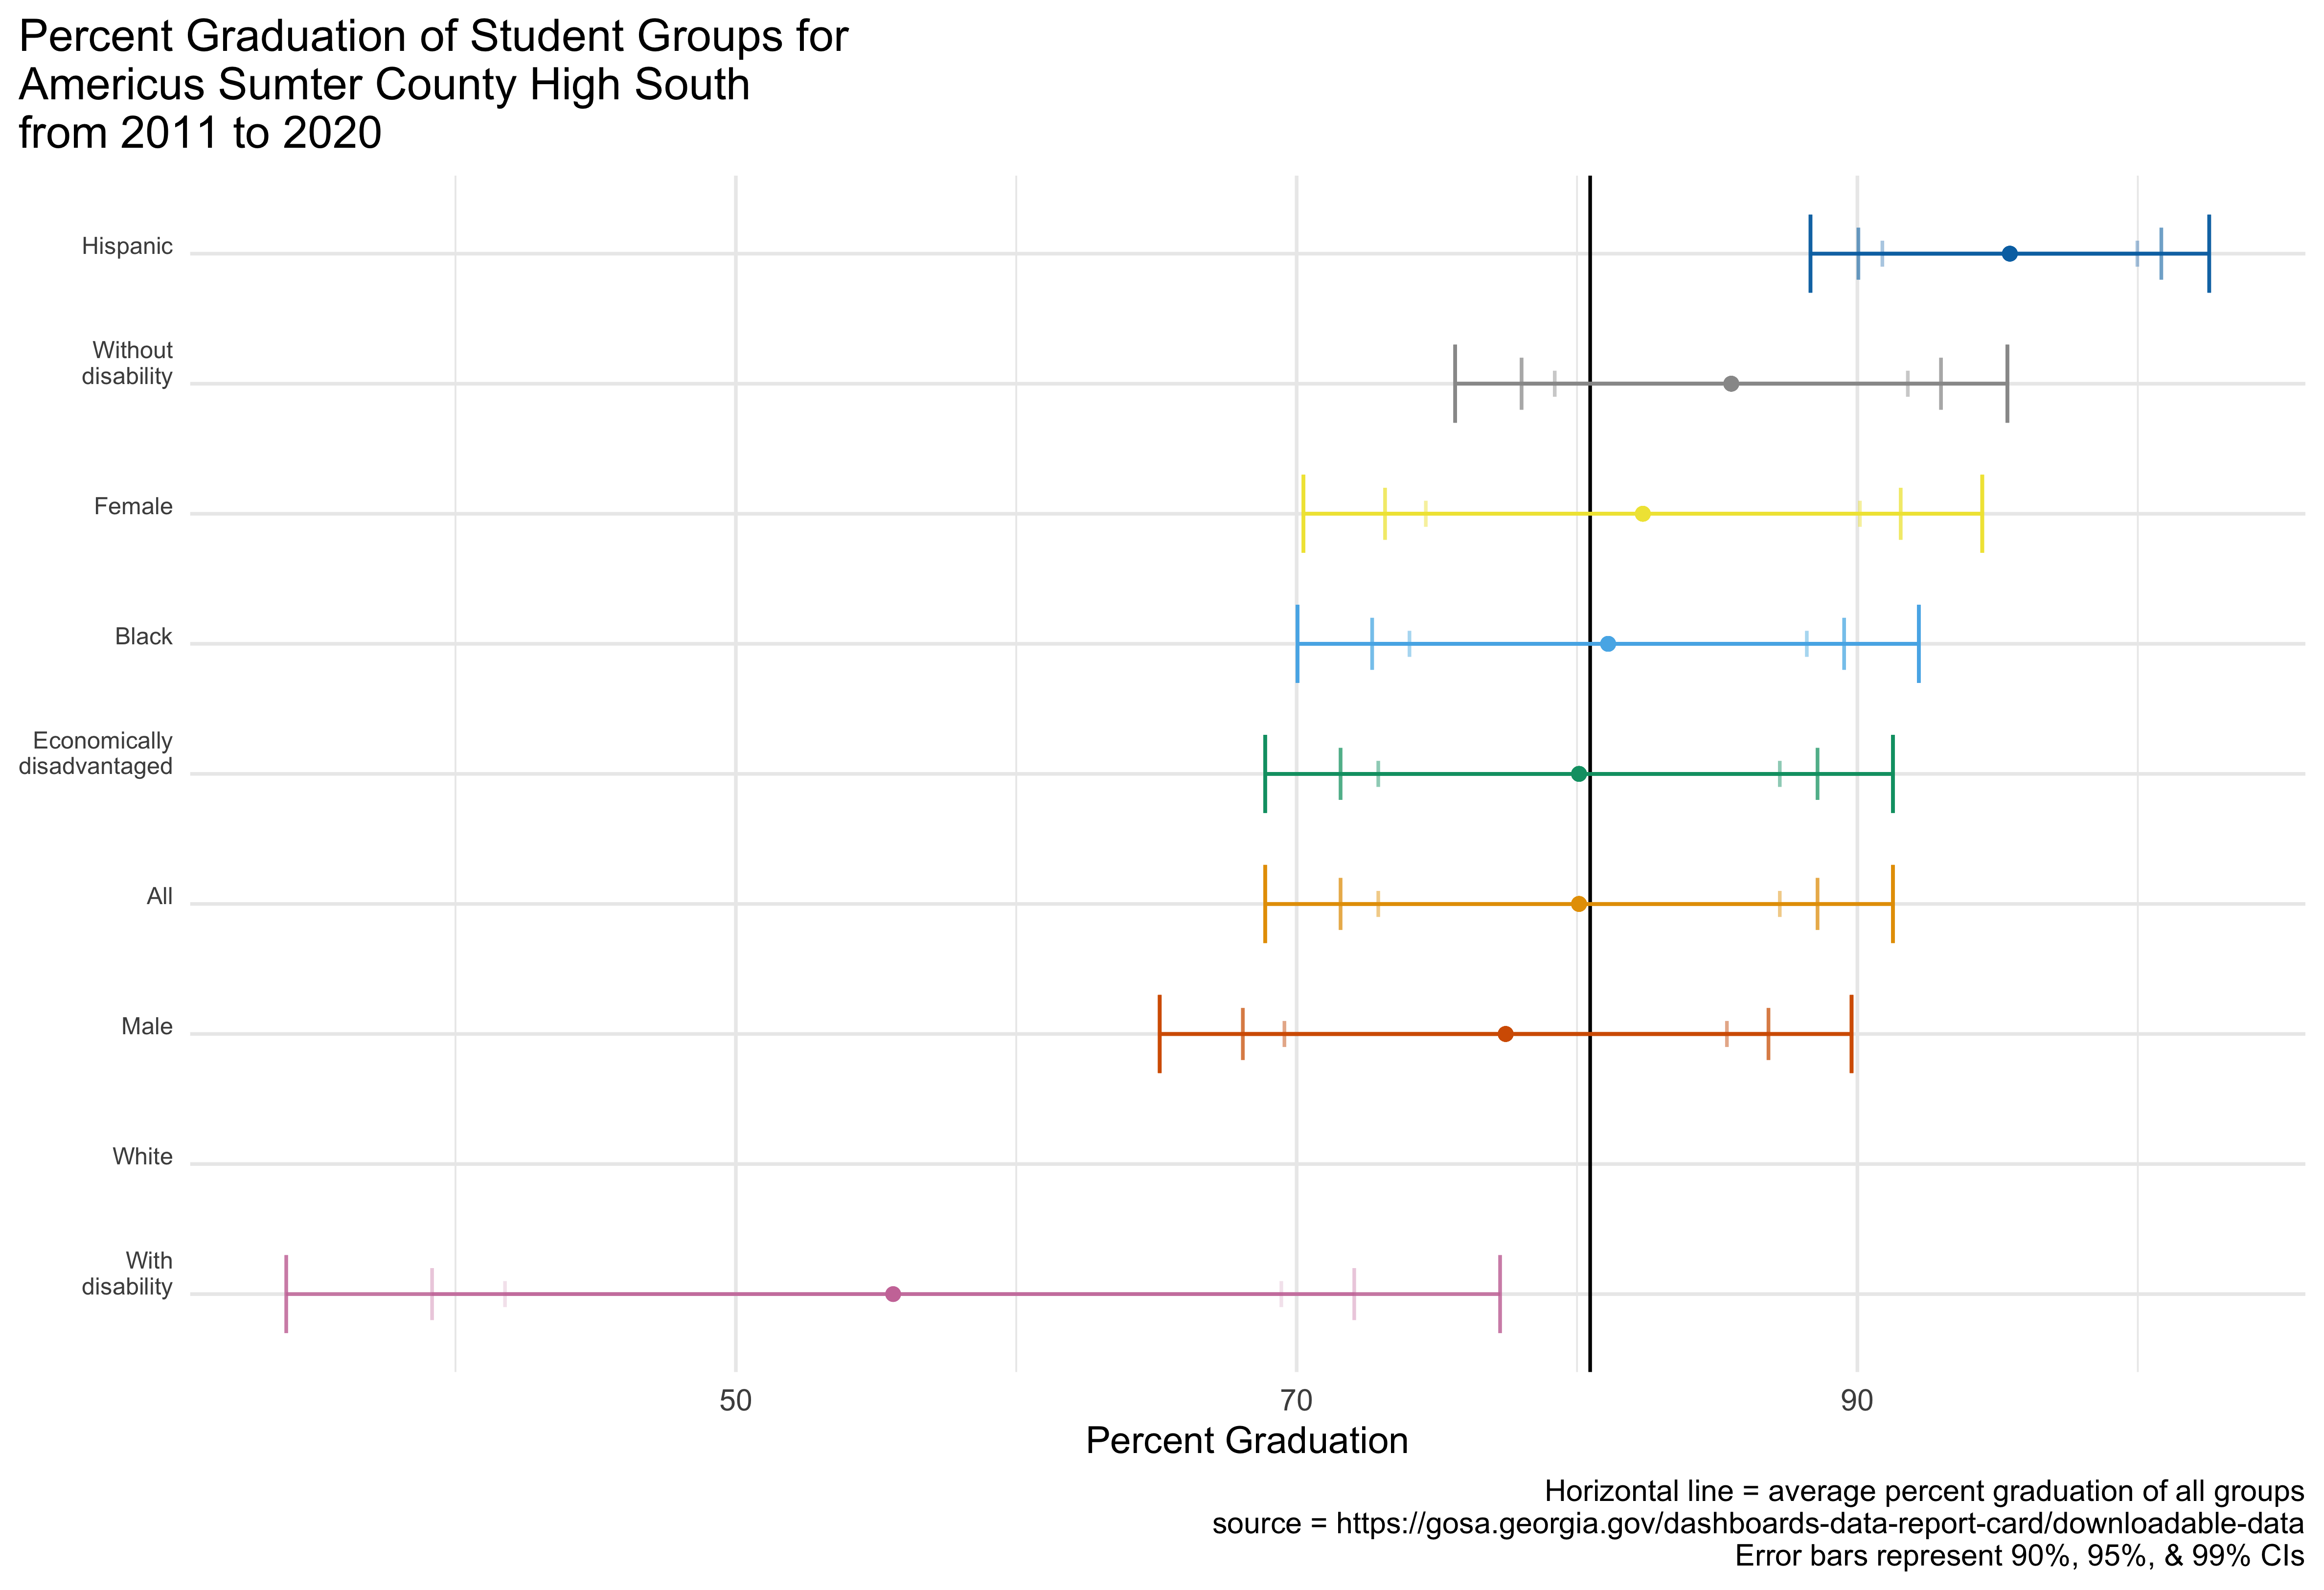 Percent Graduation of Student Groups for
Americus Sumter County High South
from 2011 to 2020
Hispanic
Without
disability
Female
Black
Economically
disadvantaged
All
Male
White
With
disability
50
70
90
Percent Graduation
Horizontal line = average percent graduation of all groups
source = https://gosa.georgia.gov/dashboards-data-report-card/downloadable-data
Error bars represent 90%, 95%, & 99% CIs